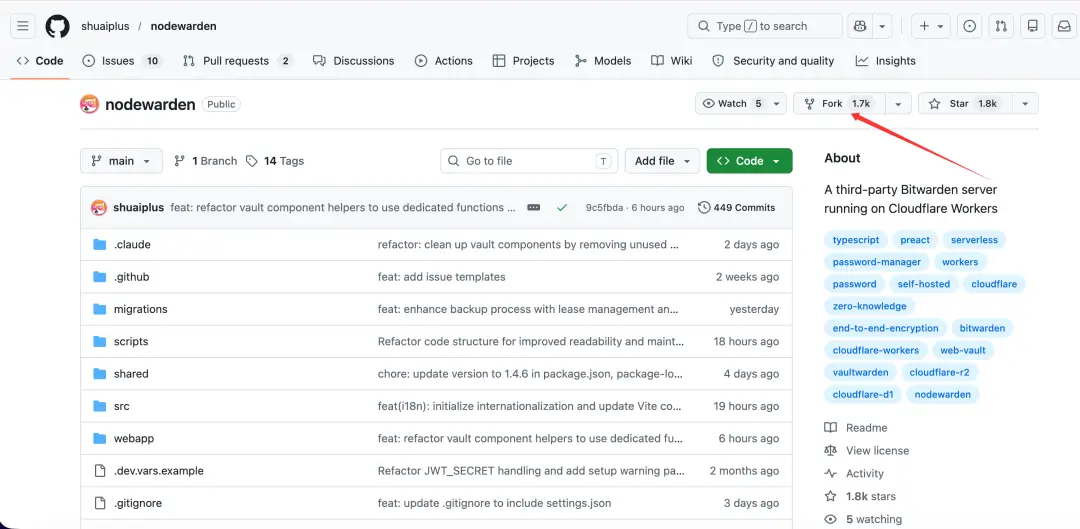 shuaiplus / nodewarden Type / to search
Code Issues 10 Pull requests 2 Discussions Actions Projects Models Wiki Security and quality Insights
nodewarden Public Watch 5 Fork 1.7k Star 1.8k
main 1 Branch 14 Tags Go to file T Add file Code
shuaiplus feat: refactor vault component helpers to use dedicated functions ... 9c5fbda · 6 hours ago 449 Commits
.claude refactor: clean up vault components by removing unused ... 2 days ago
.github feat: add issue templates 2 weeks ago
migrations feat: enhance backup process with lease management an... yesterday
scripts Refactor code structure for improved readability and maint... 18 hours ago
shared chore: update version to 1.4.6 in package.json, package-lo... 4 days ago
src feat(i18n): initialize internationalization and update Vite co... 19 hours ago
webapp feat: refactor vault component helpers to use dedicated fu... 6 hours ago
.dev.vars.example Refactor JWT_SECRET handling and add setup warning pa... 2 months ago
.gitignore feat: update .gitignore to include settings.json 3 days ago
About
A third-party Bitwarden server
running on Cloudflare Workers
typescript preact serverless
password-manager workers
password self-hosted cloudflare
zero-knowledge
end-to-end-encryption bitwarden
cloudflare-workers web-vault
vaultwarden cloudflare-r2
cloudflare-d1 nodewarden
Readme
View license
Activity
1.8k stars
5 watching